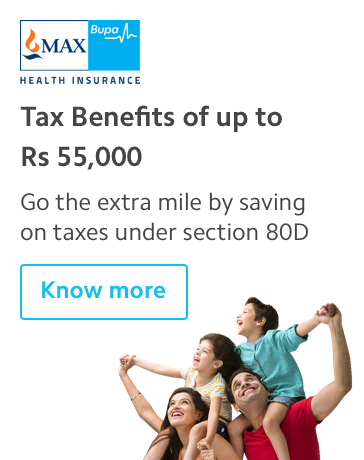 MAX Bupa
HEALTH INSURANCE
Tax Benefits of up to
Rs 55,000
Go the extra mile by saving
on taxes under section 80D
Know more